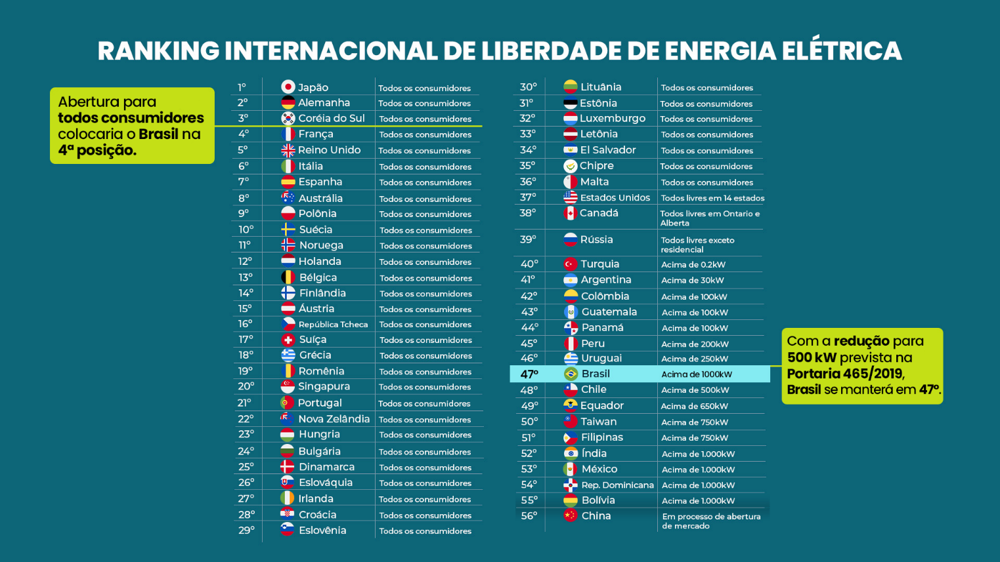 RANKING INTERNACIONAL DE LIBERDADE DE ENERGIA ELÉTRICA
Abertura para
todos consumidores
colocaria o Brasil na
4ª posição.
1º Japão Todos os consumidores
2º Alemanha Todos os consumidores
3º Coréia do Sul Todos os consumidores
4º França Todos os consumidores
5º Reino Unido Todos os consumidores
6º Itália Todos os consumidores
7º Espanha Todos os consumidores
8º Austrália Todos os consumidores
9º Polônia Todos os consumidores
10º Suécia Todos os consumidores
11º Noruega Todos os consumidores
12º Holanda Todos os consumidores
13º Bélgica Todos os consumidores
14º Finlândia Todos os consumidores
15º Áustria Todos os consumidores
16º República Tcheca Todos os consumidores
17º Suíça Todos os consumidores
18º Grécia Todos os consumidores
19º Romênia Todos os consumidores
20º Singapura Todos os consumidores
21º Portugal Todos os consumidores
22º Nova Zelândia Todos os consumidores
23º Hungria Todos os consumidores
24º Bulgária Todos os consumidores
25º Dinamarca Todos os consumidores
26º Eslováquia Todos os consumidores
27º Irlanda Todos os consumidores
28º Croácia Todos os consumidores
29º Eslovênia Todos os consumidores
30º Lituânia Todos os consumidores
31º Estônia Todos os consumidores
32º Luxemburgo Todos os consumidores
33º Letônia Todos os consumidores
34º El Salvador Todos os consumidores
35º Chipre Todos os consumidores
36º Malta Todos os consumidores
37º Estados Unidos Todos livres em 14 estados
38º Canadá Todos livres em Ontario e
Alberta
39º Rússia Todos livres exceto
residencial
40º Turquia Acima de 0.2kW
41º Argentina Acima de 30kW
42º Colômbia Acima de 100kW
43º Guatemala Acima de 100kW
44º Panamá Acima de 100kW
45º Peru Acima de 200kW
46º Uruguai Acima de 250kW
47º Brasil Acima de 1000kW
48º Chile Acima de 500kW
49º Equador Acima de 650kW
50º Taiwan Acima de 750kW
51º Filipinas Acima de 750kW
52º Índia Acima de 1.000kW
53º México Acima de 1.000kW
54º Rep. Dominicana Acima de 1.000kW
55º Bolívia Acima de 1.000kW
56º China Em processo de abertura
de mercado
Com a redução para
500 kW prevista na
Portaria 465/2019,
Brasil se manterá em 47º.